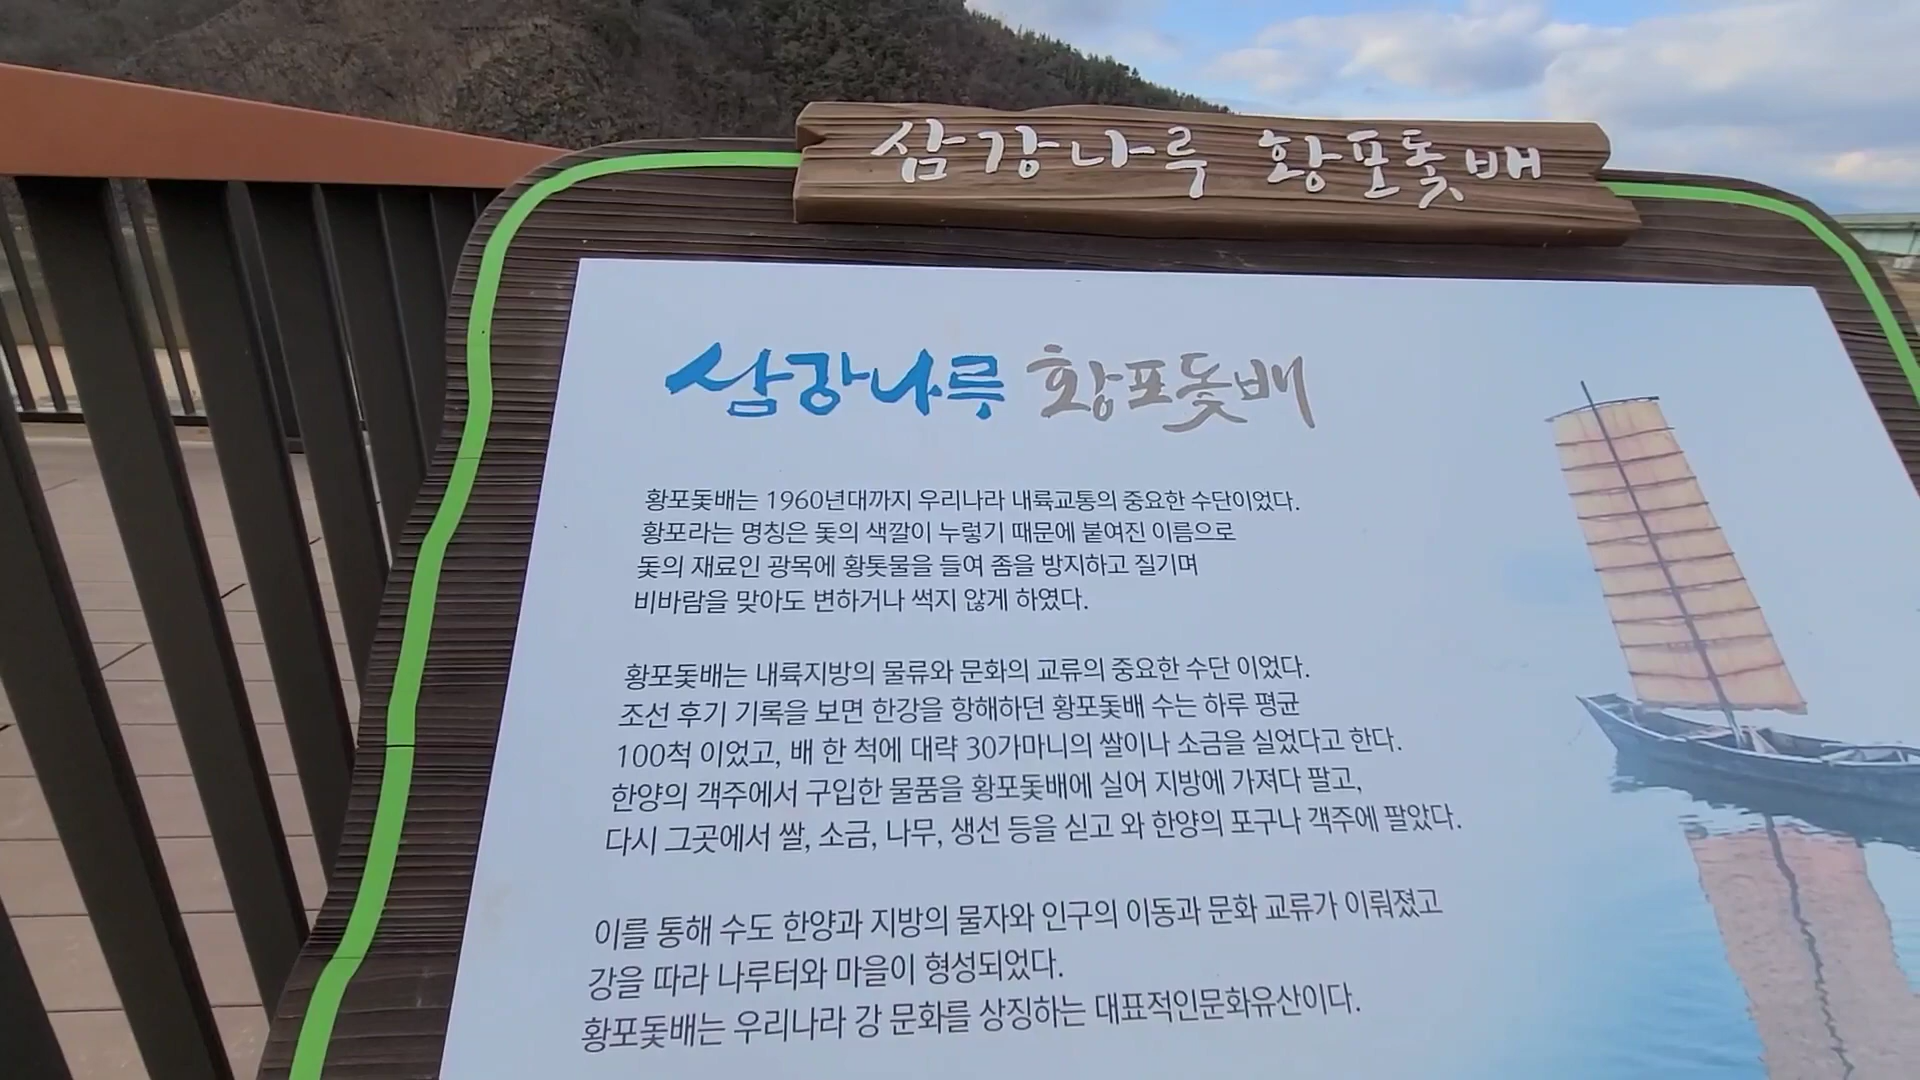 삼강나루 황포돛배
삼강나루 황포돛배
황포돛배는 1960년대까지 우리나라 내륙교통의 중요한 수단이었다.
황포라는 명칭은 돛의 색깔이 누렇기 때문에 붙여진 이름으로
돛의 재료인 광목에 황톳물을 들여 좀을 방지하고 질기며
비바람을 맞아도 변하거나 썩지 않게 하였다.
황포돛배는 내륙지방의 물류와 문화의 교류의 중요한 수단 이었다.
조선 후기 기록을 보면 한강을 항해하던 황포돛배 수는 하루 평균
100척 이었고, 배 한 척에 대략 30가마니의 쌀이나 소금을 실었다고 한다.
한양의 객주에서 구입한 물품을 황포돛배에 실어 지방에 가져다 팔고,
다시 그곳에서 쌀, 소금, 나무, 생선 등을 싣고 와 한양의 포구나 객주에 팔았다.
이를 통해 수도 한양과 지방의 물자와 인구의 이동과 문화 교류가 이뤄졌고
강을 따라 나루터와 마을이 형성되었다.
황포돛배는 우리나라 강 문화를 상징하는 대표적인문화유산이다.